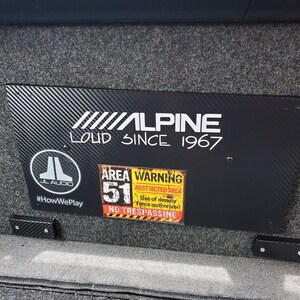 ALPINE
LOUD SINCE 1967
JL AUDIO
#HowWePlay
AREA
51
WARNING
RESTRICTED AREA
Use of deadly
force authorized
NO TRESPASSING